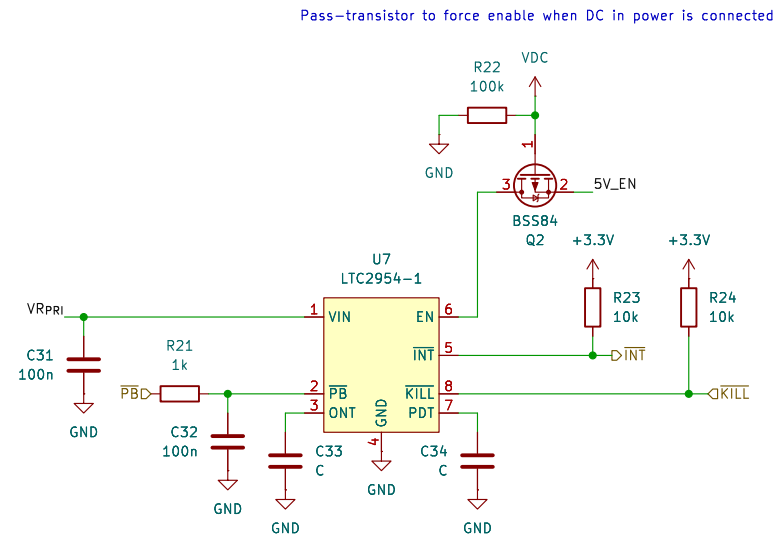 Pass-transistor to force enable when DC in power is connected
VDC
R22
100k
GND
1
3
2
5V_EN
BSS84
Q2
+3.3V
+3.3V
U7
LTC2954-1
R23
10k
R24
10k
VRPRI
1
VIN
EN
6
C31
100n
R21
1k
INT
5
INT
PB
2
PB
KILL
8
KILL
3
ONT
GND
PDT
7
GND
4
C32
100n
C33
C
C34
C
GND
GND
GND
GND